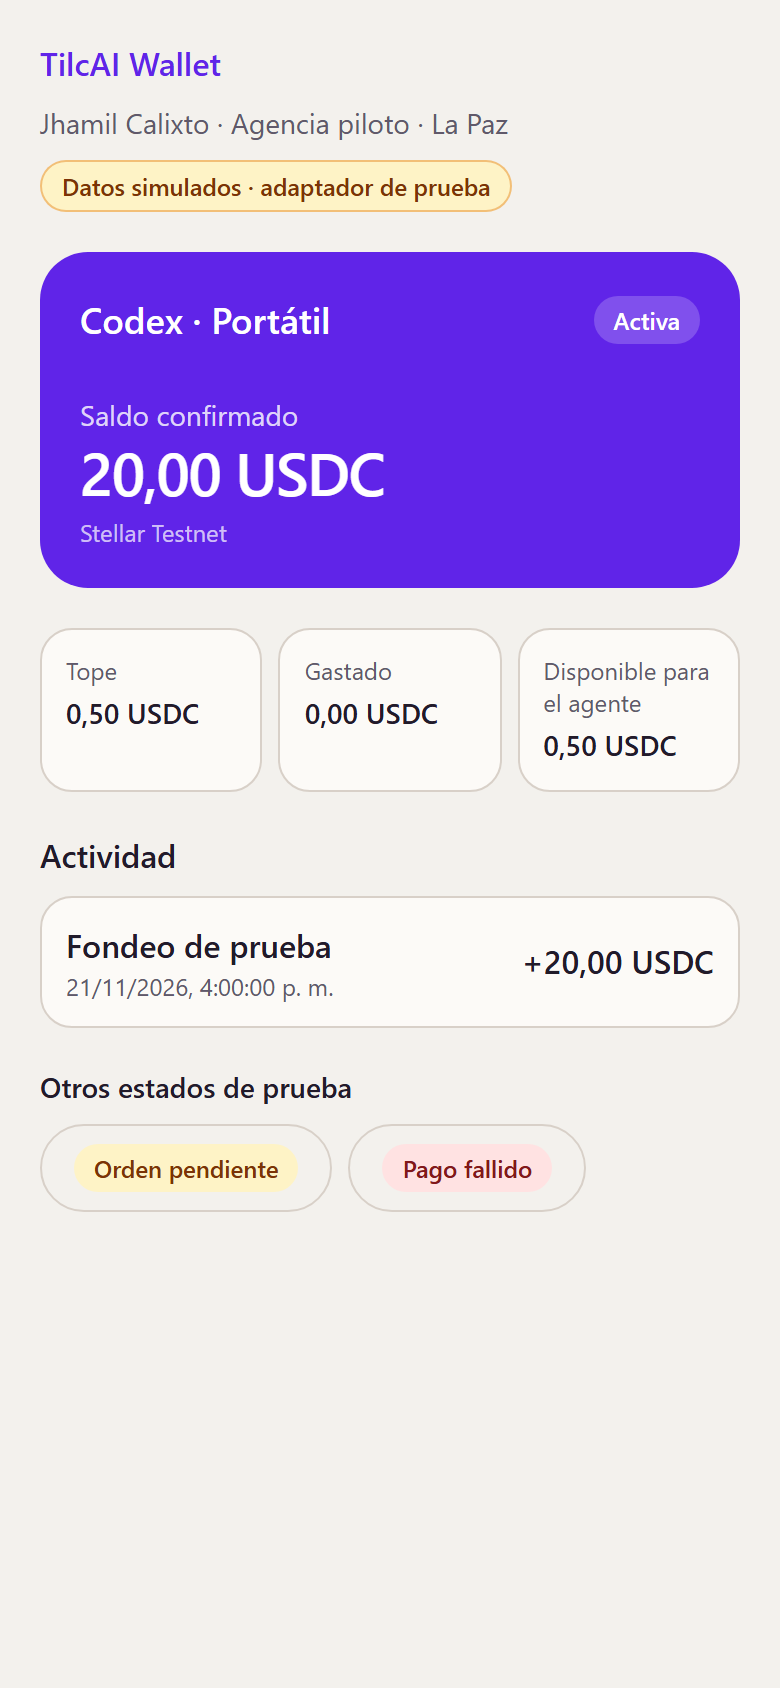 TilcAI Wallet
Jhamil Calixto · Agencia piloto · La Paz
Datos simulados · adaptador de prueba
Codex · Portátil
Activa
Saldo confirmado
20,00 USDC
Stellar Testnet
Tope
0,50 USDC
Gastado
0,00 USDC
Disponible para
el agente
0,50 USDC
Actividad
Fondeo de prueba
21/11/2026, 4:00:00 p. m.
+20,00 USDC
Otros estados de prueba
Orden pendiente
Pago fallido